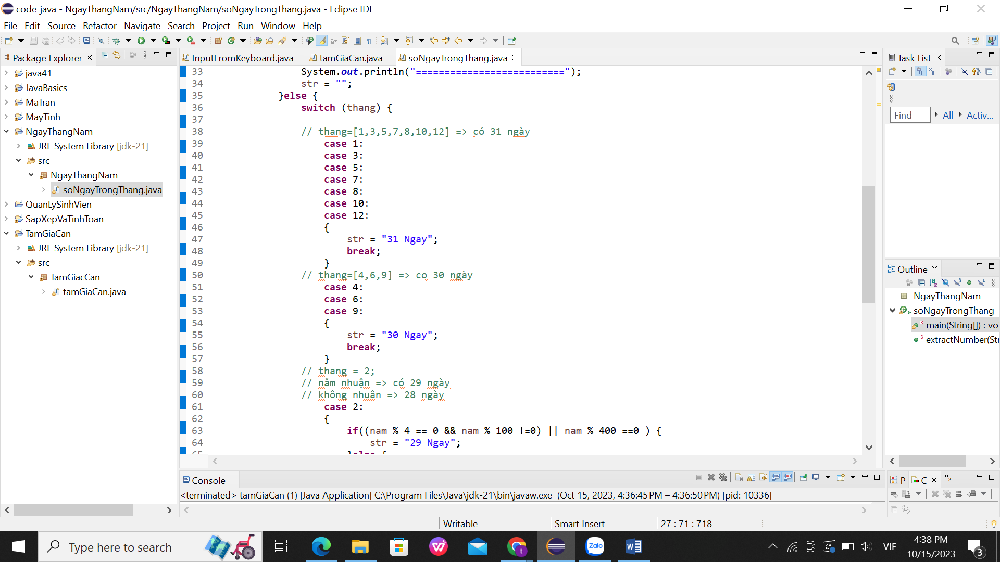 code_java - NgayThangNam/src/NgayThangNam/soNgayTrongThang.java - Eclipse IDE
File Edit Source Refactor Navigate Search Project Run Window Help
Package Explorer
java41
JavaBasics
MaTran
MayTinh
NgayThangNam
JRE System Library [jdk-21]
src
NgayThangNam
soNgayTrongThang.java
QuanLySinhVien
SapXepVaTinhToan
TamGiaCan
JRE System Library [jdk-21]
src
TamGiacCan
tamGiaCan.java
InputFromKeyboard.java tamGiaCan.java soNgayTrongThang.java
33 System.out.println("==========================");
34 str = "";
35 }else {
36 switch (thang) {
37
38 // thang=[1,3,5,7,8,10,12] => có 31 ngày
39 case 1:
40 case 3:
41 case 5:
42 case 7:
43 case 8:
44 case 10:
45 case 12:
46 {
47 str = "31 Ngay";
48 break;
49 }
50 // thang=[4,6,9] => co 30 ngày
51 case 4:
52 case 6:
53 case 9:
54 {
55 str = "30 Ngay";
56 break;
57 }
58 // thang = 2;
59 // năm nhuận => có 29 ngày
60 // không nhuận => 28 ngày
61 case 2:
62 {
63 if((nam % 4 == 0 && nam % 100 !=0) || nam % 400 ==0 ) {
64 str = "29 Ngay";
65 }else {
Task List
Find All Activ...
Outline
NgayThangNam
soNgayTrongThang
main(String[]) : voi
extractNumber(Str
Console
<terminated> tamGiaCan (1) [Java Application] C:\Program Files\Java\jdk-21\bin\javaw.exe (Oct 15, 2023, 4:36:45 PM – 4:36:50 PM) [pid: 10336]
P C 2
Writable Smart Insert 27 : 71 : 718
Type here to search
Zalo
VIE
4:38 PM
10/15/2023
3